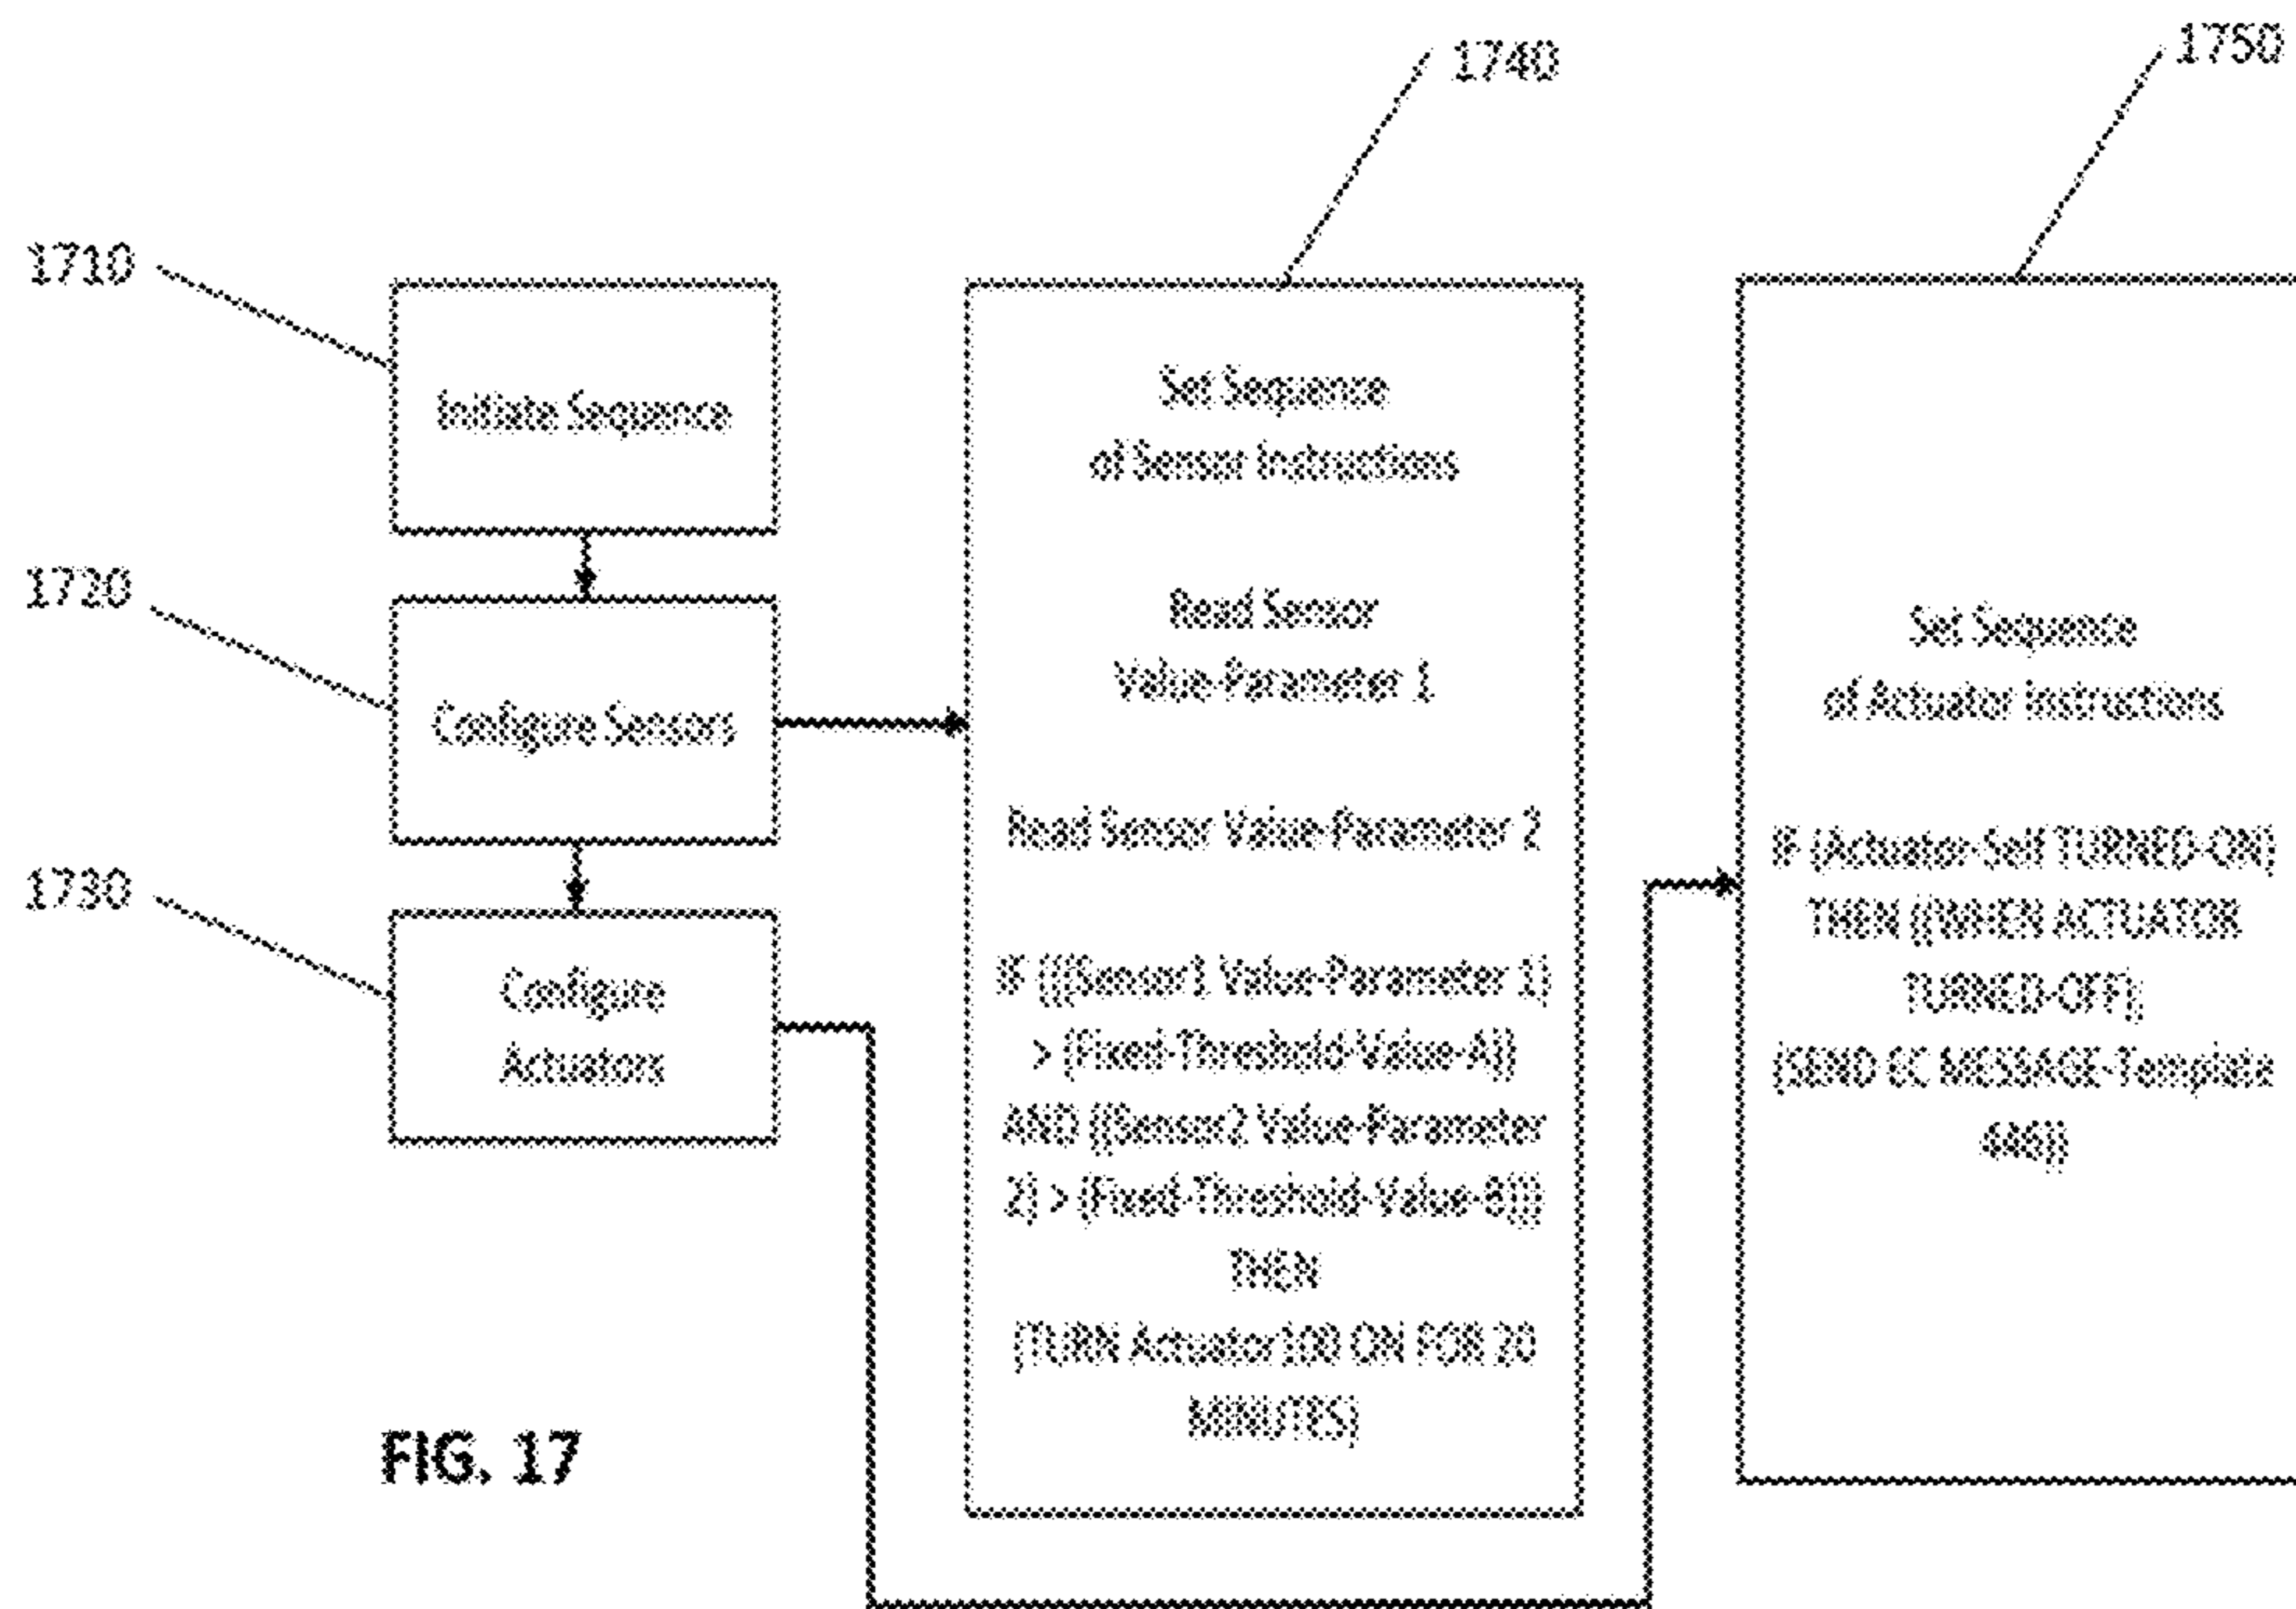 1740
1750
1710
Initiate Sequence
1720
Configure Sensors
1730
Configure
Actuators
Set Sequence
of Sensor Instructions
Read Sensor
Value-Parameter 1
Read Sensor Value-Parameter 2
IF (((Sensor1 Value-Parameter 1)
> (Fixed-Threshold-Value-A))
AND ((Sensor2 Value-Parameter
2) > (Fixed-Threshold-Value-B)))
THEN
(TURN Actuator100 ON FOR 20
MINUTES)
Set Sequence
of Actuator Instructions
IF (Actuator-Self TURNED-ON)
THEN ((WHEN ACTUATOR
TURNED-OFF)
(SEND CC MESSAGE-Template
FIG. 17